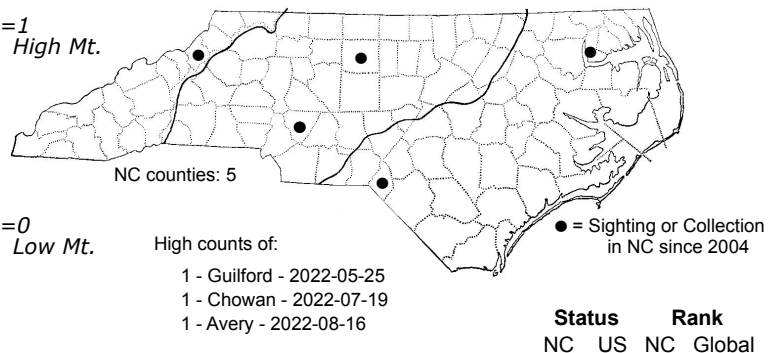 =1
High Mt.
NC counties: 5
=0
Low Mt.
High counts of:
1 - Guilford - 2022-05-25
1 - Chowan - 2022-07-19
1 - Avery - 2022-08-16
● = Sighting or Collection
in NC since 2004
Status Rank
NC US NC Global